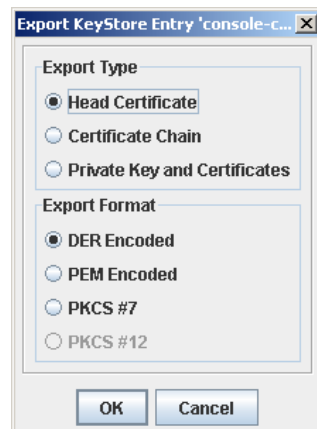 Export KeyStore Entry 'console-c...
Export Type
Head Certificate
Certificate Chain
Private Key and Certificates
Export Format
DER Encoded
PEM Encoded
PKCS #7
PKCS #12
OK Cancel